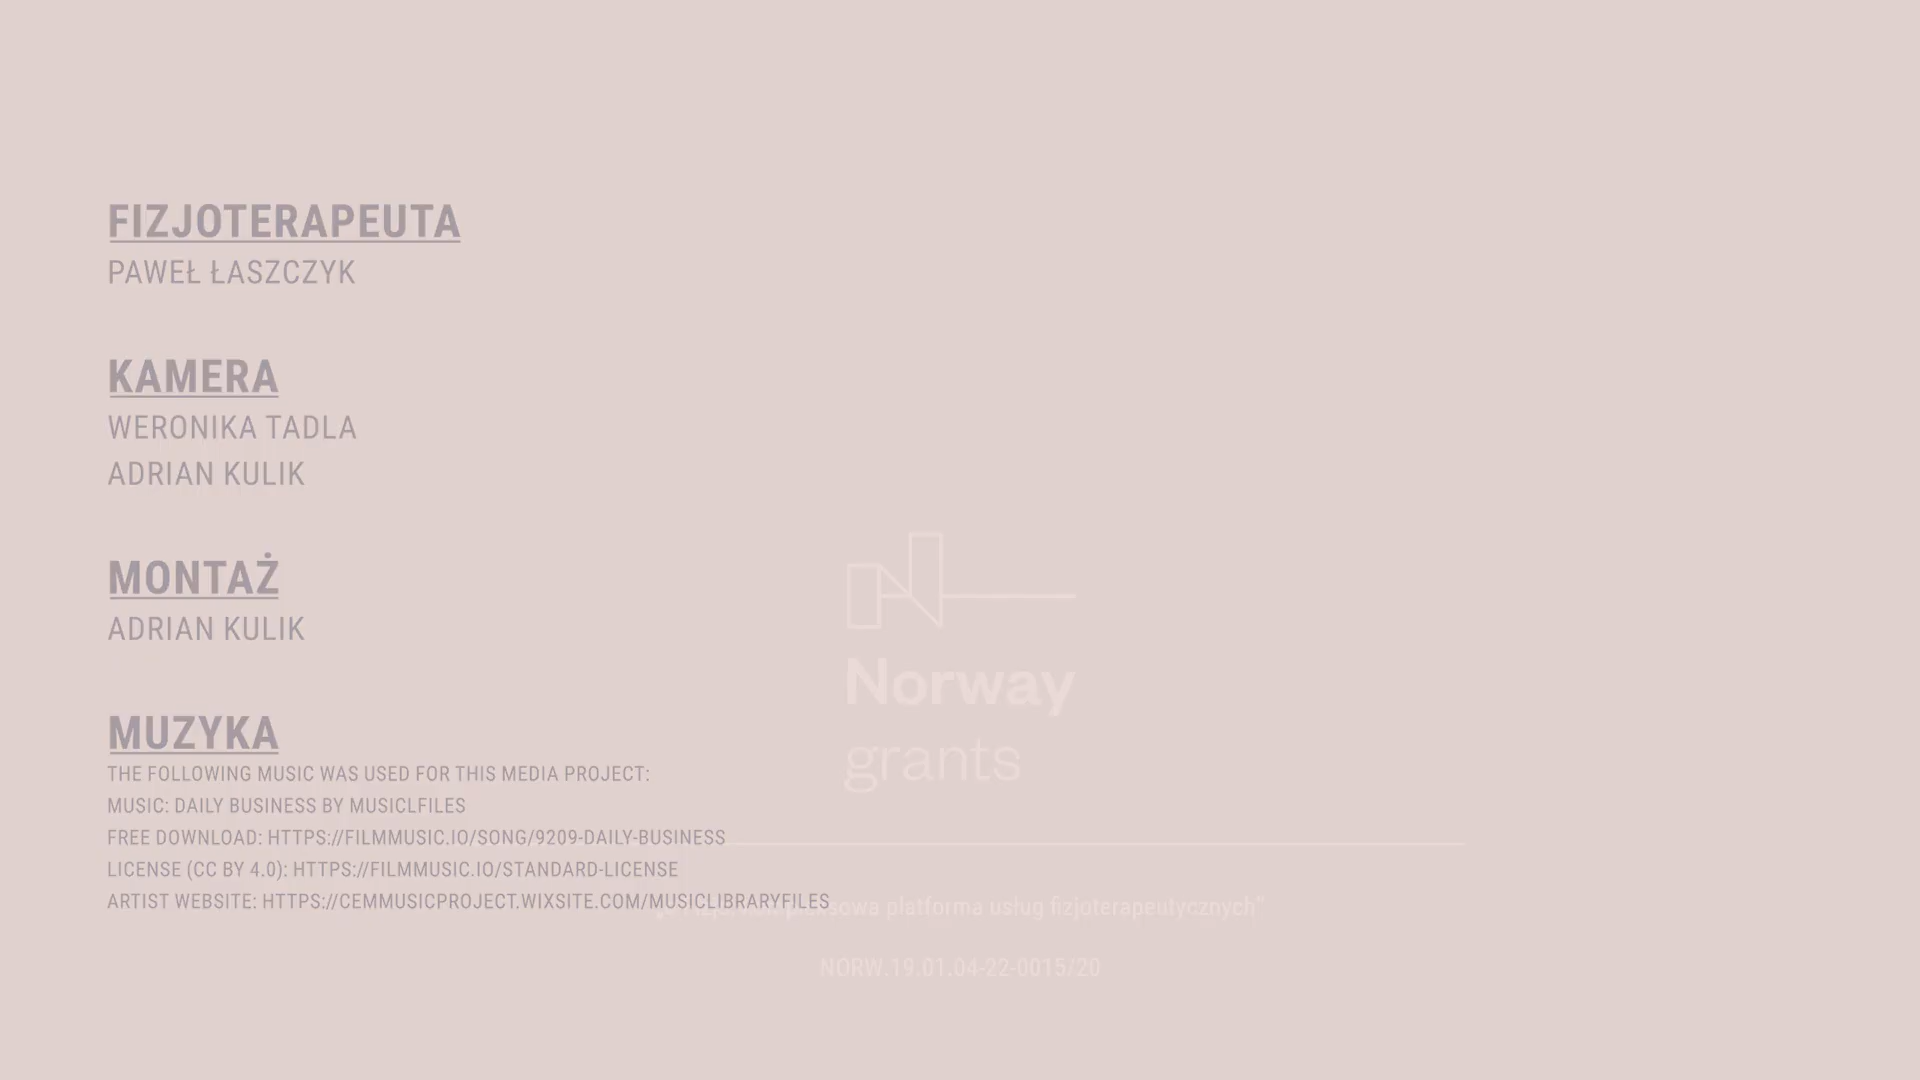 FIZJOTERAPEUTA
PAWEŁ ŁASZCZYK
KAMERA
WERONIKA TADLA
ADRIAN KULIK
MONTAŻ
ADRIAN KULIK
MUZYKA
THE FOLLOWING MUSIC WAS USED FOR THIS MEDIA PROJECT:
MUSIC: DAILY BUSINESS BY MUSICLFILES
FREE DOWNLOAD: HTTPS://FILMMUSIC.IO/SONG/9209-DAILY-BUSINESS
LICENSE (CC BY 4.0): HTTPS://FILMMUSIC.IO/STANDARD-LICENSE
ARTIST WEBSITE: HTTPS://CEMMUSICPROJECT.WIXSITE.COM/MUSICLIBRARYFILES
Norway
grants
platforma usług fizjoterapeutycznych”
NORW.19.01.04-22-0015/20